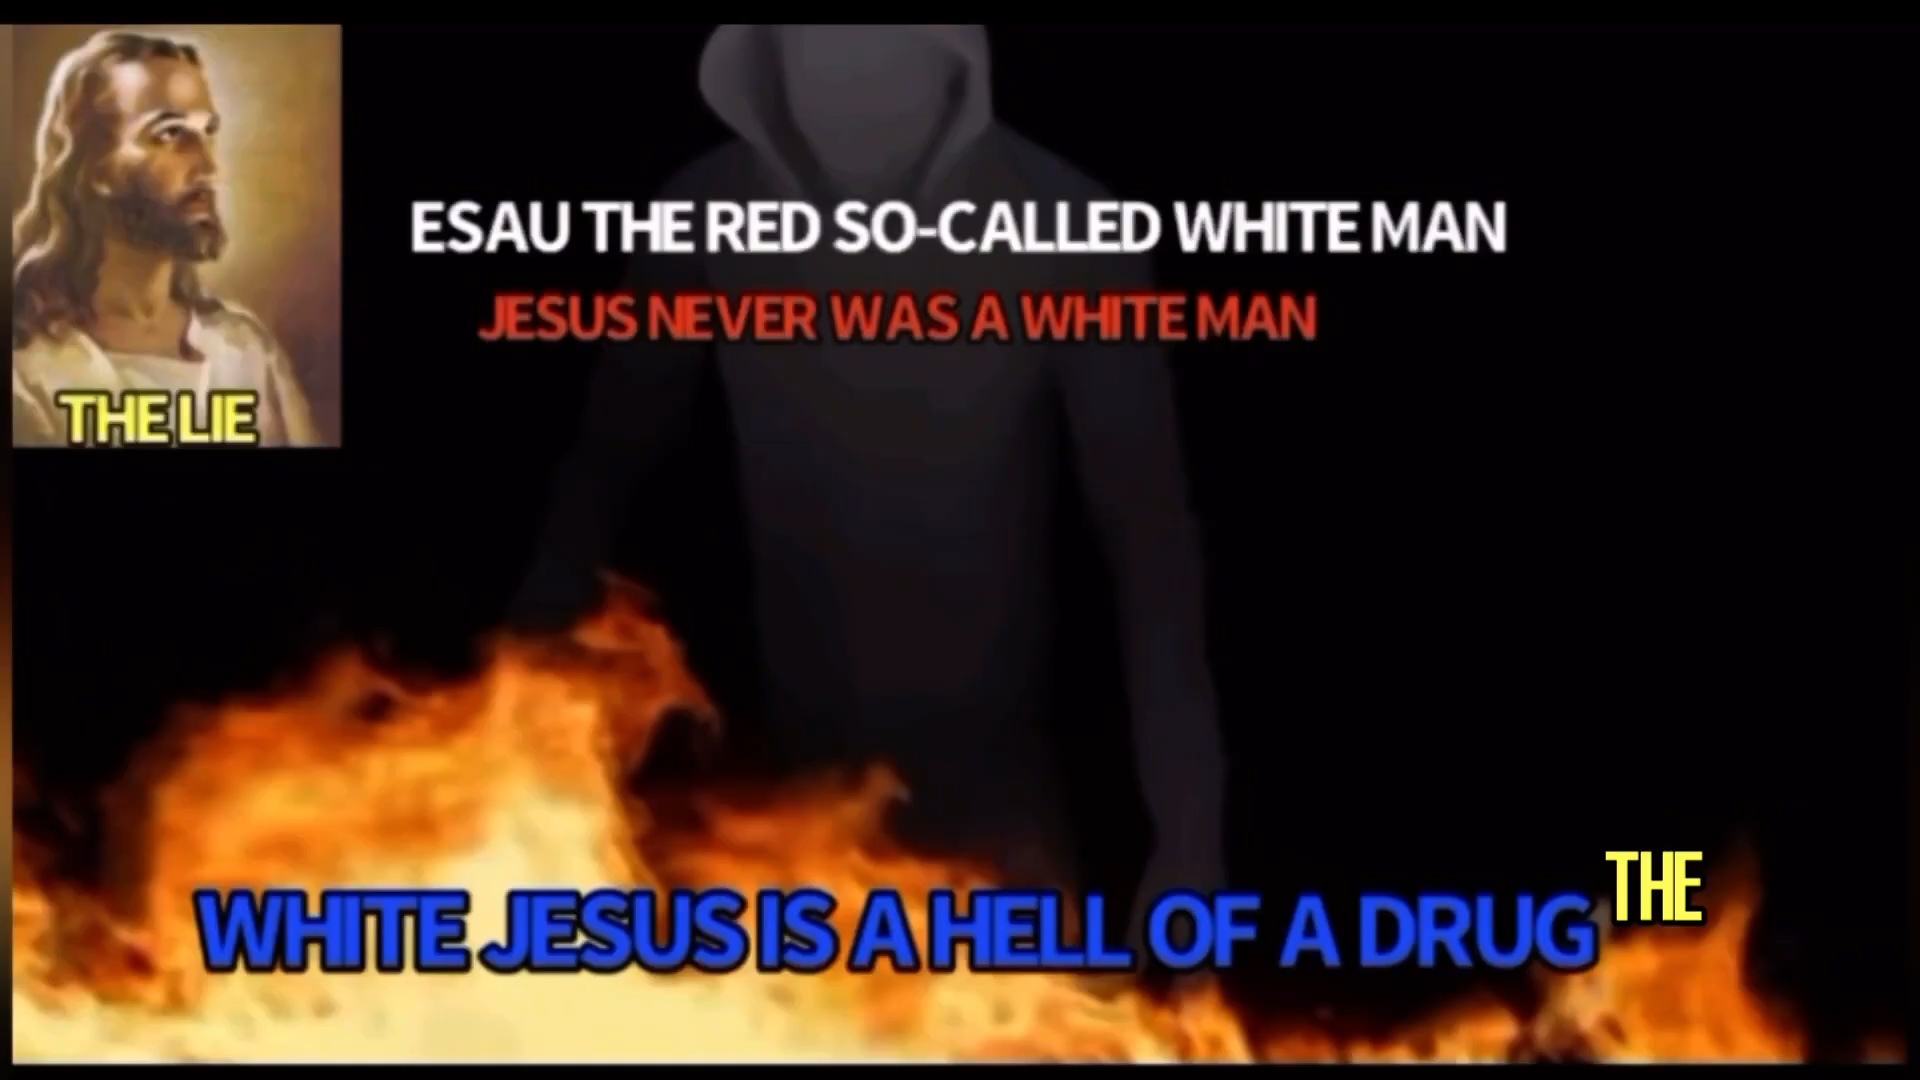 ESAU THE RED SO-CALLED WHITE MAN
JESUS NEVER WAS A WHITE MAN
THE LIE
THE
WHITE JESUS IS A HELL OF A DRUG